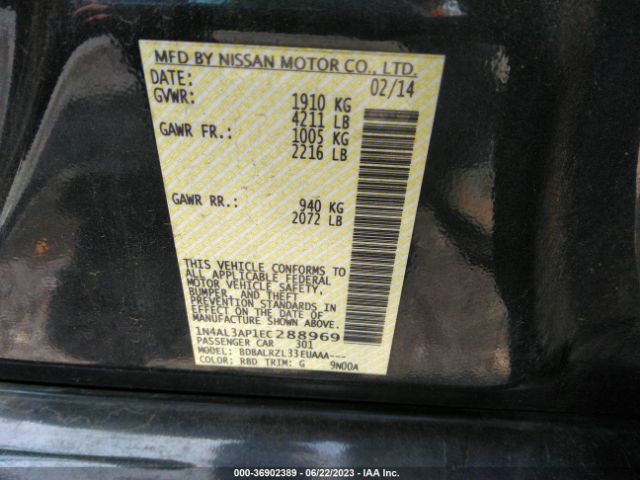 MFD BY NISSAN MOTOR CO., LTD.
DATE: 02/14
GVWR: 1910 KG
4211 LB
GAWR FR.: 1005 KG
2216 LB
GAWR RR.: 940 KG
2072 LB
THIS VEHICLE CONFORMS TO
ALL APPLICABLE FEDERAL
MOTOR VEHICLE SAFETY,
BUMPER, AND THEFT
PREVENTION STANDARDS IN
EFFECT ON THE DATE OF
MANUFACTURE SHOWN ABOVE.
1N4AL3AP1EC288969
PASSENGER CAR 301
MODEL: BDBALRZL33EUAAA---
COLOR: RBD TRIM: G 9N00A
000-36902389 - 06/22/2023 - IAA Inc.